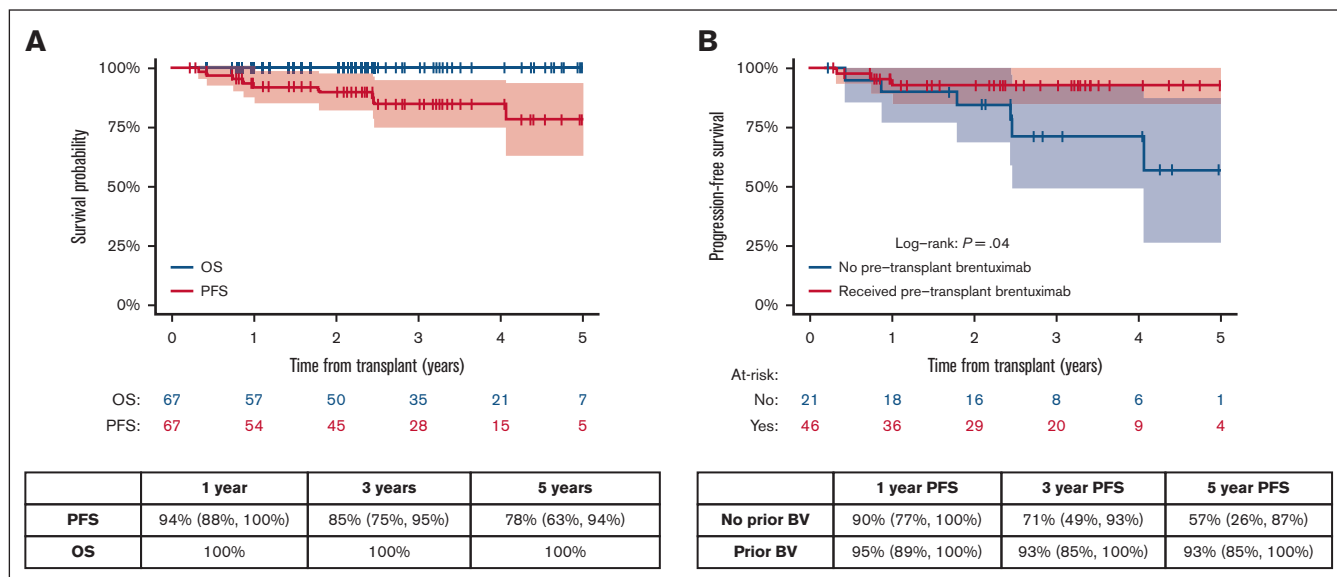 A
100%
75%
50%
25%
0%
Survival probability
OS
PFS
0 1 2 3 4 5
Time from transplant (years)
OS: 67 57 50 35 21 7
PFS: 67 54 45 28 15 5
1 year 3 years 5 years
PFS 94% (88%, 100%) 85% (75%, 95%) 78% (63%, 94%)
OS 100% 100% 100%
B
100%
75%
50%
25%
0%
Progression-free survival
Log–rank: P = .04
No pre–transplant brentuximab
Received pre–transplant brentuximab
0 1 2 3 4 5
Time from transplant (years)
At-risk:
No: 21 18 16 8 6 1
Yes: 46 36 29 20 9 4
1 year PFS 3 year PFS 5 year PFS
No prior BV 90% (77%, 100%) 71% (49%, 93%) 57% (26%, 87%)
Prior BV 95% (89%, 100%) 93% (85%, 100%) 93% (85%, 100%)